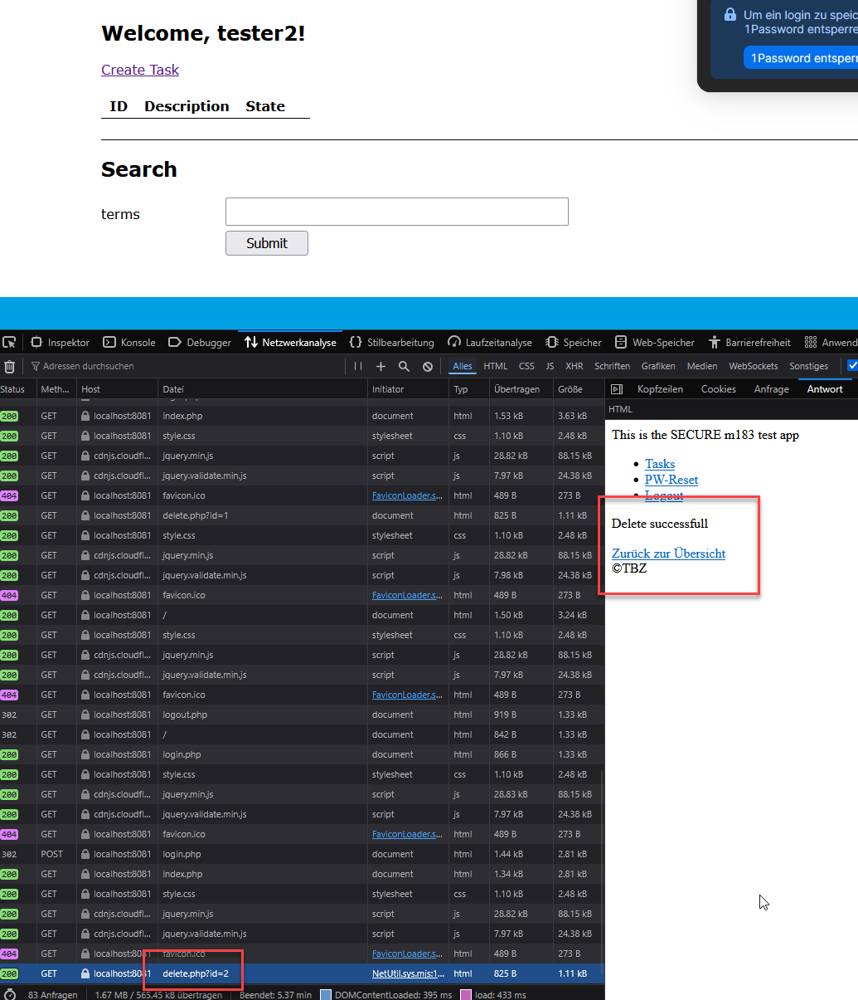 Welcome, tester2!
Um ein login zu speic
1Password entsperre
1Password entsperr
Create Task
ID Description State
Search
terms
Submit
Inspektor Konsole Debugger Netzwerkanalyse Stilbearbeitung Laufzeitanalyse Speicher Web-Speicher Barrierefreiheit Anwend
Adressen durchsuchen Alles HTML CSS JS XHR Schriften Grafiken Medien WebSockets Sonstiges
Status Meth... Host Datei Initiator Typ Übertragen Größe
200 GET localhost:8081 index.php document html 1.53 kB 3.63 kB
200 GET localhost:8081 style.css stylesheet css 1.10 kB 2.48 kB
200 GET cdnjs.cloudfl... jquery.min.js script js 28.82 kB 88.15 kB
200 GET cdnjs.cloudfl... jquery.validate.min.js script js 7.97 kB 24.38 kB
404 GET localhost:8081 favicon.ico FaviconLoader.s... html 489 B 273 B
200 GET localhost:8081 delete.php?id=1 document html 825 B 1.11 kB
200 GET localhost:8081 style.css stylesheet css 1.10 kB 2.48 kB
200 GET cdnjs.cloudfl... jquery.min.js script js 28.82 kB 88.15 kB
200 GET cdnjs.cloudfl... jquery.validate.min.js script js 7.98 kB 24.38 kB
404 GET localhost:8081 favicon.ico FaviconLoader.s... html 489 B 273 B
200 GET localhost:8081 / document html 1.50 kB 3.24 kB
200 GET localhost:8081 style.css stylesheet css 1.10 kB 2.48 kB
200 GET cdnjs.cloudfl... jquery.min.js script js 28.82 kB 88.15 kB
200 GET cdnjs.cloudfl... jquery.validate.min.js script js 7.97 kB 24.38 kB
404 GET localhost:8081 favicon.ico FaviconLoader.s... html 489 B 273 B
302 GET localhost:8081 logout.php document html 919 B 1.33 kB
302 GET localhost:8081 / document html 842 B 1.33 kB
200 GET localhost:8081 login.php document html 866 B 1.33 kB
200 GET localhost:8081 style.css stylesheet css 1.10 kB 2.48 kB
200 GET cdnjs.cloudfl... jquery.min.js script js 28.83 kB 88.15 kB
200 GET cdnjs.cloudfl... jquery.validate.min.js script js 7.97 kB 24.38 kB
404 GET localhost:8081 favicon.ico FaviconLoader.s... html 489 B 273 B
302 POST localhost:8081 login.php document html 1.44 kB 2.81 kB
200 GET localhost:8081 index.php document html 1.34 kB 2.81 kB
200 GET localhost:8081 style.css stylesheet css 1.10 kB 2.48 kB
200 GET cdnjs.cloudfl... jquery.min.js script js 28.82 kB 88.15 kB
200 GET cdnjs.cloudfl... jquery.validate.min.js script js 7.97 kB 24.38 kB
404 GET localhost:8081 favicon.ico FaviconLoader.s... html 489 B 273 B
200 GET localhost:8081 delete.php?id=2 NetUtil.sys.mjs:1... html 825 B 1.11 kB
83 Anfragen 1.67 MB / 565.45 kB übertragen Beendet: 5.37 min DOMContentLoaded: 395 ms load: 433 ms
Kopfzeilen Cookies Anfrage Antwort
HTML
This is the SECURE m183 test app
Tasks
PW-Reset
Logout
Delete successfull
Zurück zur Übersicht
©TBZ